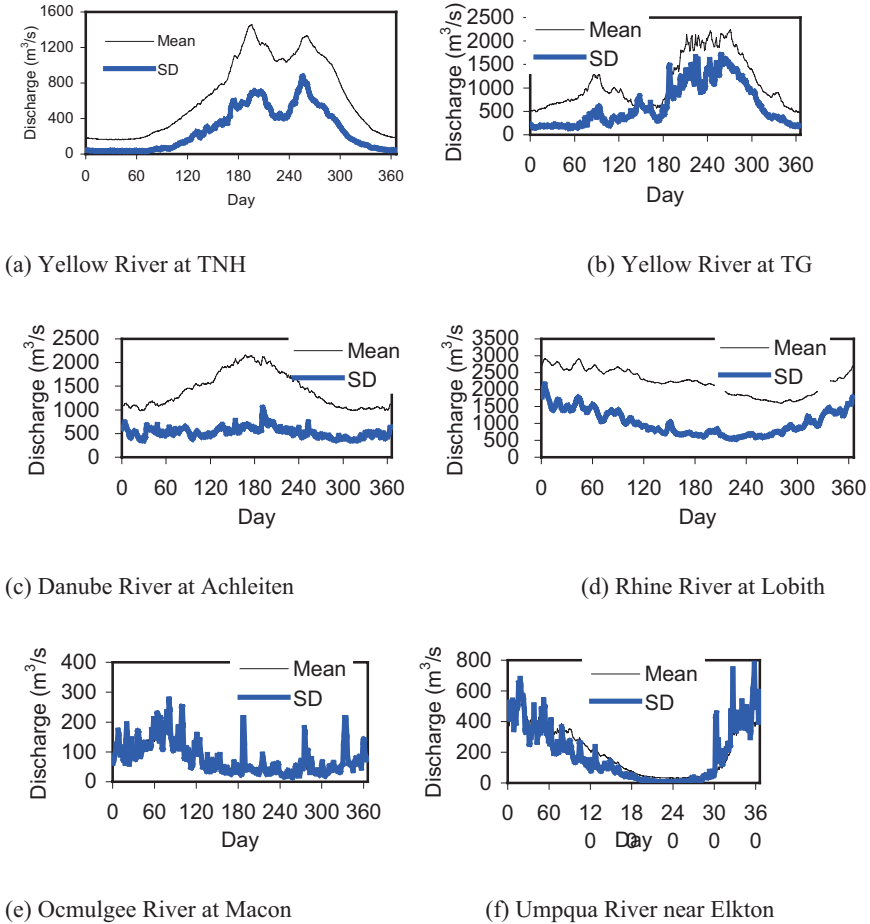 1600
1200
800
400
0
Discharge (m3/s)
Mean
SD
0 60 120 180 240 300 360
Day
(a) Yellow River at TNH
2500
2000
1500
1000
500
0
Discharge (m3/s)
Mean
SD
0 60 120 180 240 300 360
Day
(b) Yellow River at TG
2500
2000
1500
1000
500
0
Discharge (m3/s)
Mean
SD
0 60 120 180 240 300 360
Day
(c) Danube River at Achleiten
3500
3000
2500
2000
1500
1000
500
0
Discharge (m3/s)
Mean
SD
0 60 120 180 240 300 360
Day
(d) Rhine River at Lobith
400
300
200
100
0
Discharge (m3/s
Mean
SD
0 60 120 180 240 300 360
Day
(e) Ocmulgee River at Macon
800
600
400
200
0
Discharge (m3/s
Mean
SD
0 60 12 18 24 30 36
0 0 0 0 0
Day
(f) Umpqua River near Elkton